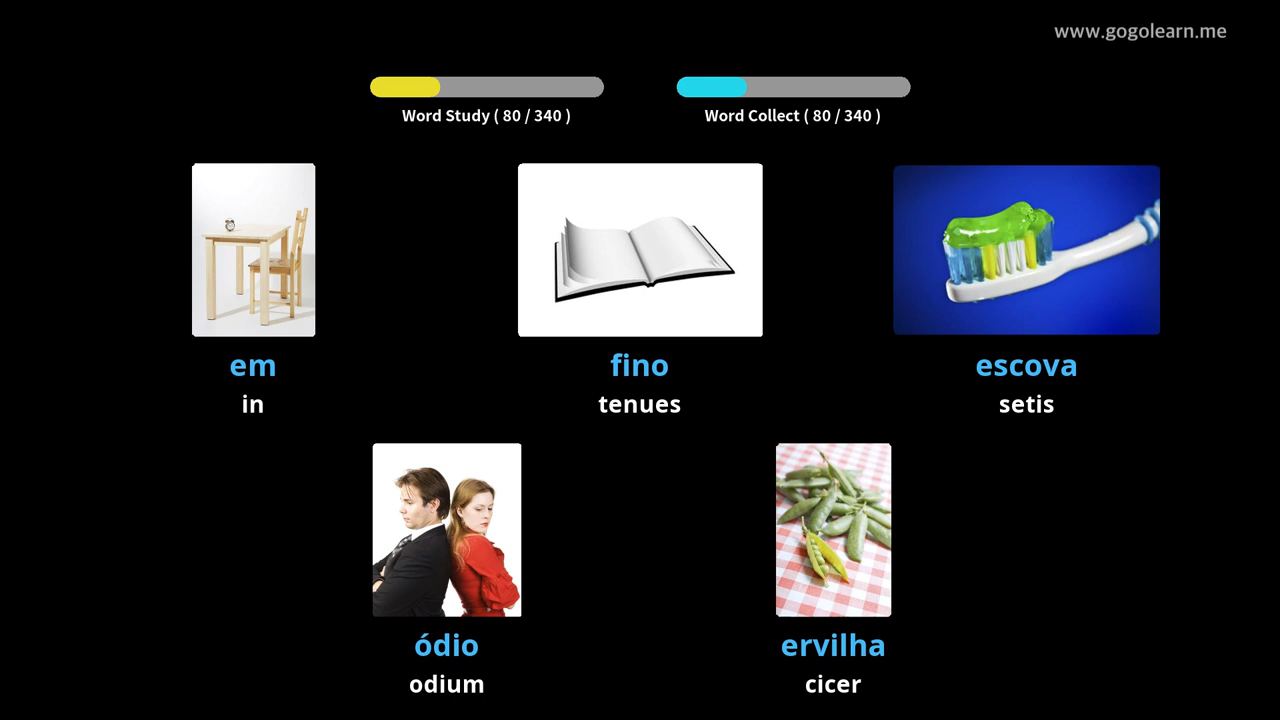 www.gogolearn.me
Word Study ( 80 / 340 )
Word Collect ( 80 / 340 )
em
in
fino
tenues
escova
setis
ódio
odium
ervilha
cicer